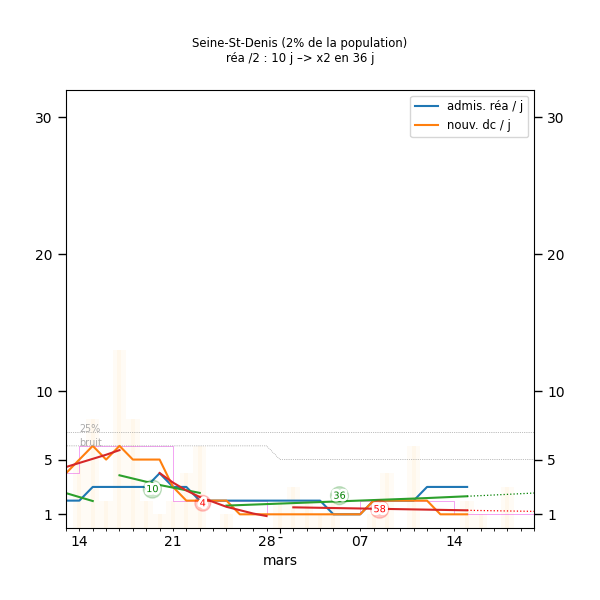 Seine-St-Denis (2% de la population)
réa /2 : 10 j –> x2 en 36 j
admis. réa / j
nouv. dc / j
30 30
20 20
10 10
25%
bruit
5 5
10 4 36 58
1 1
14 21 28 07 14
mars